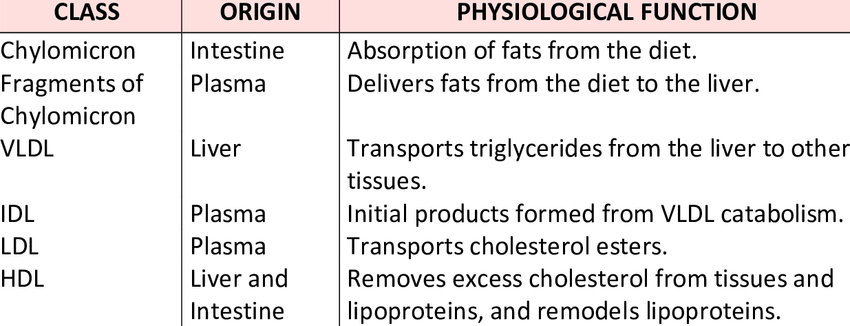 CLASS ORIGIN PHYSIOLOGICAL FUNCTION
Chylomicron Intestine Absorption of fats from the diet.
Fragments of Plasma Delivers fats from the diet to the liver.
Chylomicron
VLDL Liver Transports triglycerides from the liver to other
tissues.
IDL Plasma Initial products formed from VLDL catabolism.
LDL Plasma Transports cholesterol esters.
HDL Liver and Removes excess cholesterol from tissues and
Intestine lipoproteins, and remodels lipoproteins.